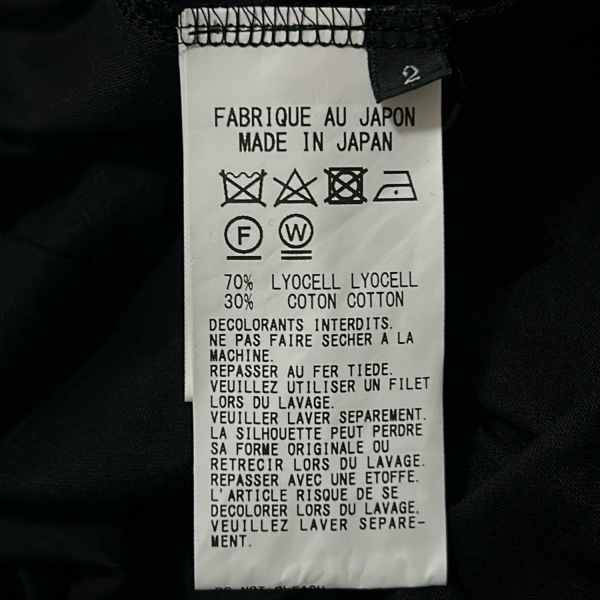 2
FABRIQUE AU JAPON
MADE IN JAPAN
F W
70% LYOCELL LYOCELL
30% COTON COTTON
DECOLORANTS INTERDITS.
NE PAS FAIRE SECHER A LA
MACHINE.
REPASSER AU FER TIEDE.
VEUILLEZ UTILISER UN FILET
LORS DU LAVAGE.
VEUILLER LAVER SEPAREMENT.
LA SILHOUETTE PEUT PERDRE
SA FORME ORIGINALE OU
RETRECIR LORS DU LAVAGE.
REPASSER AVEC UNE ETOFFE.
L'ARTICLE RISQUE DE SE
DECOLORER LORS DU LAVAGE,
VEUILLEZ LAVER SEPARE-
MENT.
DO NOT BLEACH